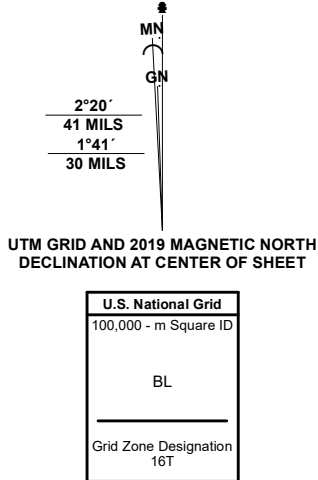 MN
GN
2°20´
41 MILS
1°41´
30 MILS
UTM GRID AND 2019 MAGNETIC NORTH
DECLINATION AT CENTER OF SHEET
U.S. National Grid
100,000 - m Square ID
BL
Grid Zone Designation
16T